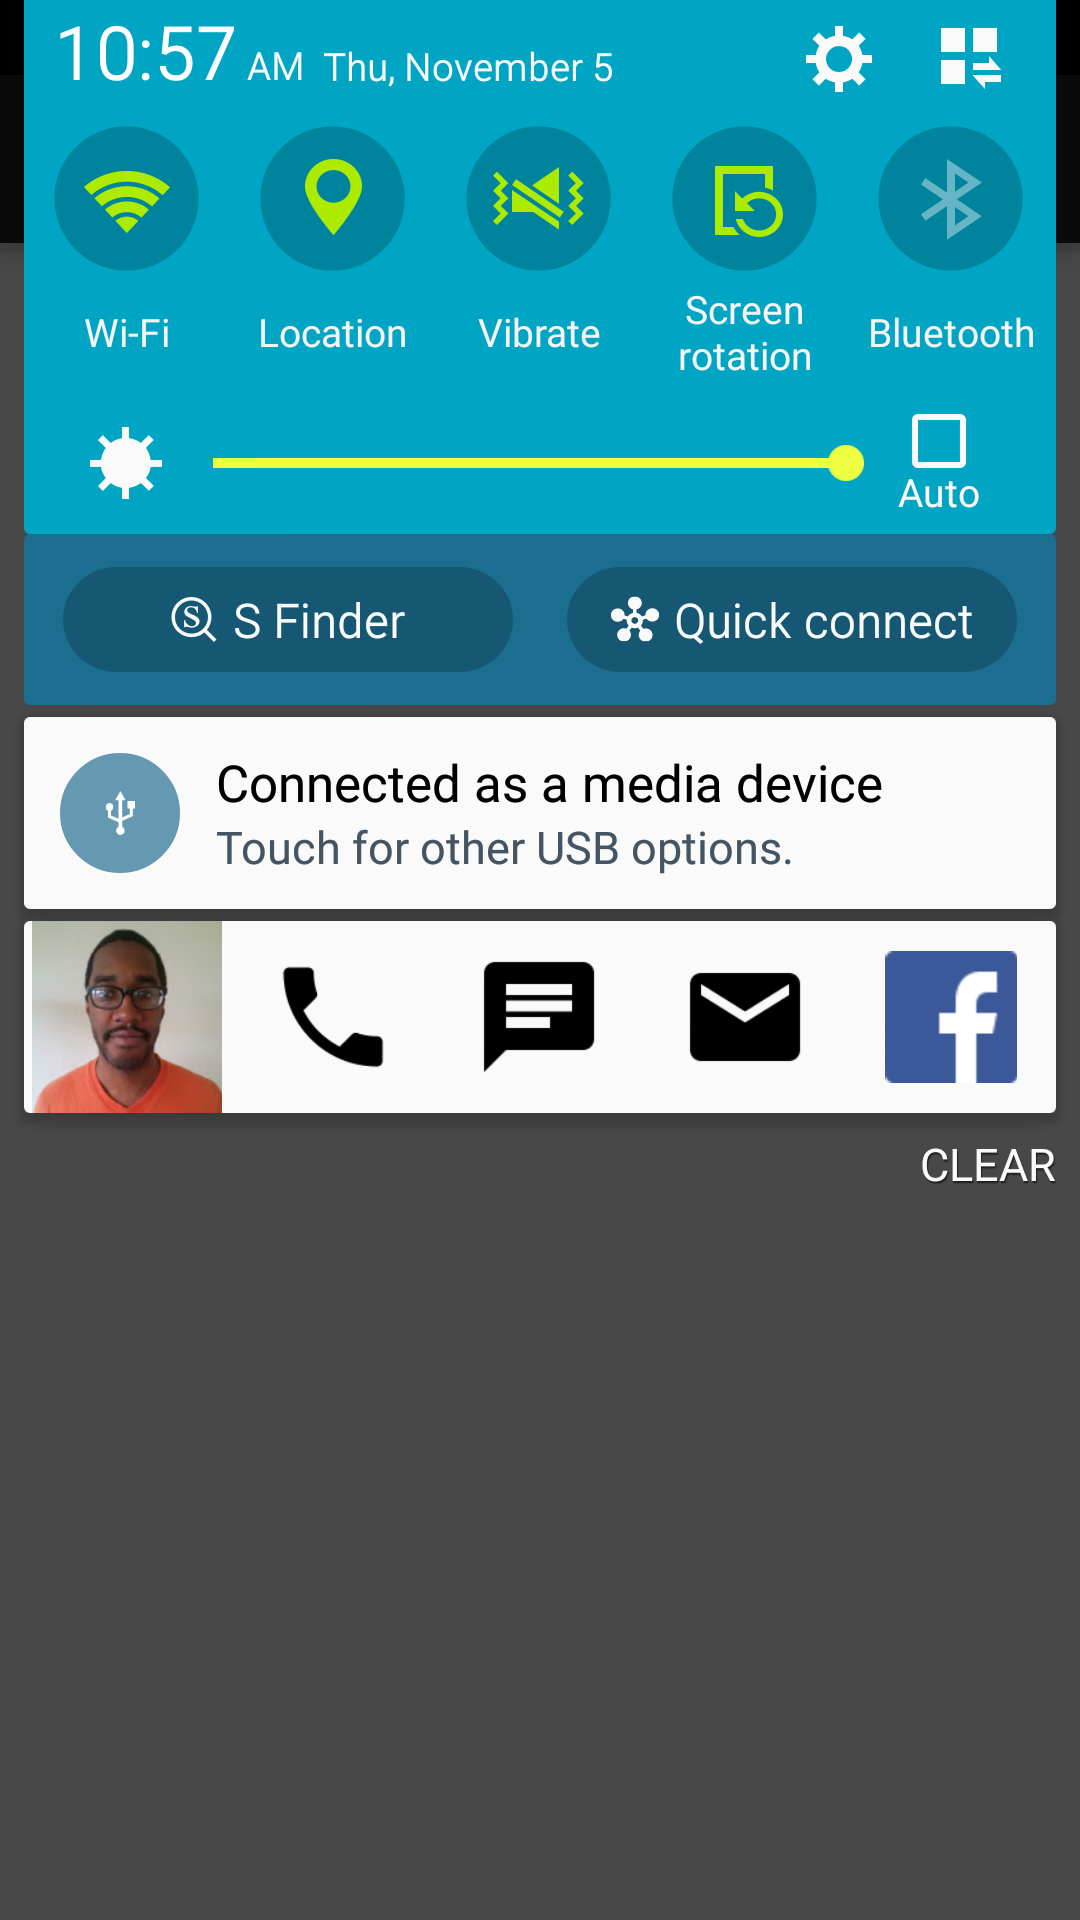 10:57 AM Thu, November 5
Wi-Fi
Location
Vibrate
Screen
rotation
Bluetooth
Auto
S Finder
Quick connect
Connected as a media device
Touch for other USB options.
CLEAR